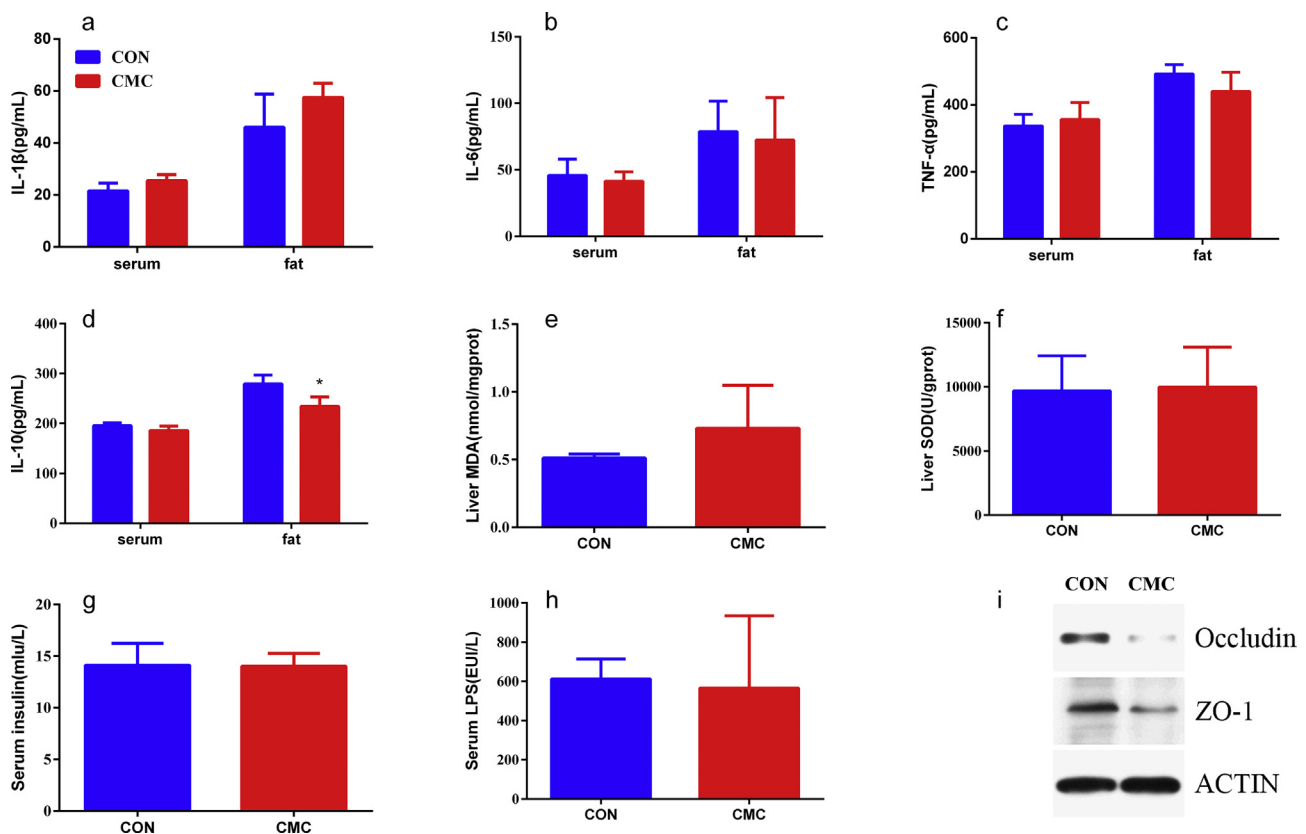 a
IL-1β(pg/mL)
80
60
40
20
0
CON
CMC
serum fat
b
IL-6(pg/mL)
150
100
50
0
serum fat
c
TNF-α(pg/mL)
600
400
200
0
serum fat
d
IL-10(pg/mL)
400
300
200
100
0
*
serum fat
e
Liver MDA(nmol/mgprot)
1.5
1.0
0.5
0.0
CON CMC
f
Liver SOD(U/gprot)
15000
10000
5000
0
CON CMC
g
Serum insulin(mIu/L)
20
15
10
5
0
CON CMC
h
Serum LPS(EUI/L)
1000
800
600
400
200
0
CON CMC
i
CON CMC
Occludin
ZO-1
ACTIN